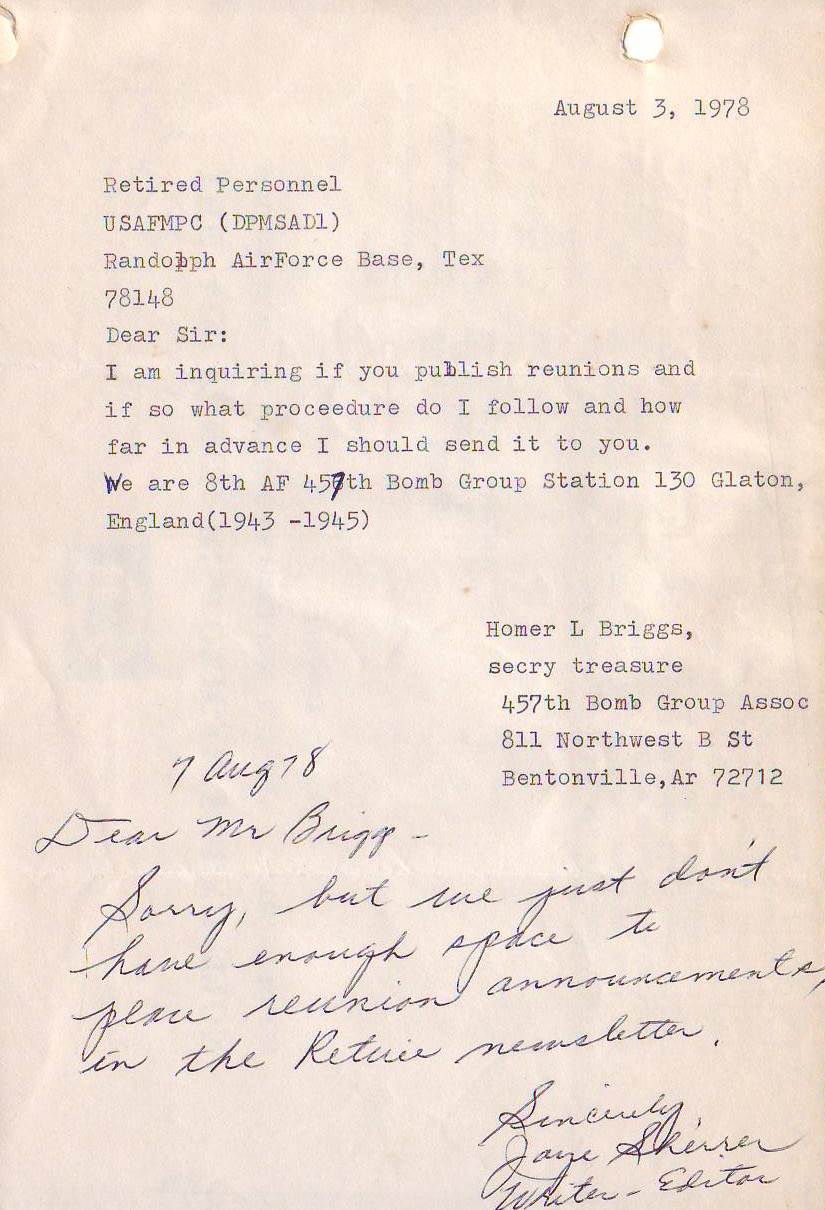 August 3, 1978
Retired Personnel
USAFMPC (DPMSAD1)
Randolph AirForce Base, Tex
78148
Dear Sir:
I am inquiring if you publish reunions and
if so what proceedure do I follow and how
far in advance I should send it to you.
We are 8th AF 457th Bomb Group Station 130 Glaton,
England(1943 -1945)
Homer L Briggs,
secry treasure
457th Bomb Group Assoc
811 Northwest B St
Bentonville,Ar 72712
7 Aug 78
Dear Mr Briggs -
Sorry, but we just don't
have enough space to
place reunion announcements,
in the Retiree newsletter.
Sincerely,
Sherrer
Writer - Editor